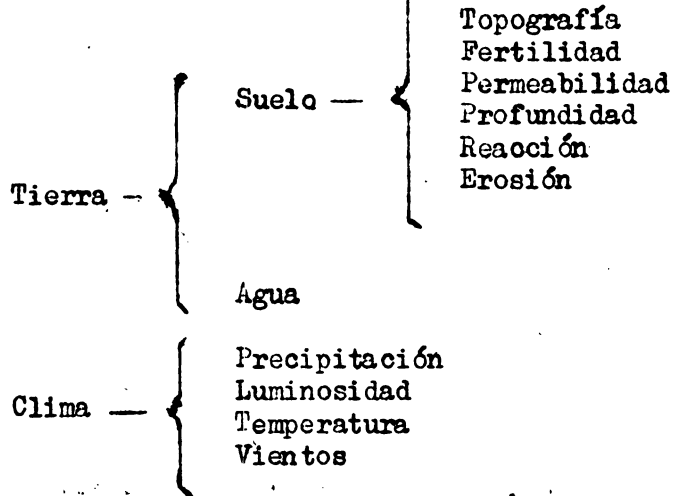 Topografía
Fertilidad
Suelo — Permeabilidad
Profundidad
Reacción
Erosión
Tierra —
Agua
Precipitación
Luminosidad
Clima — Temperatura
Vientos